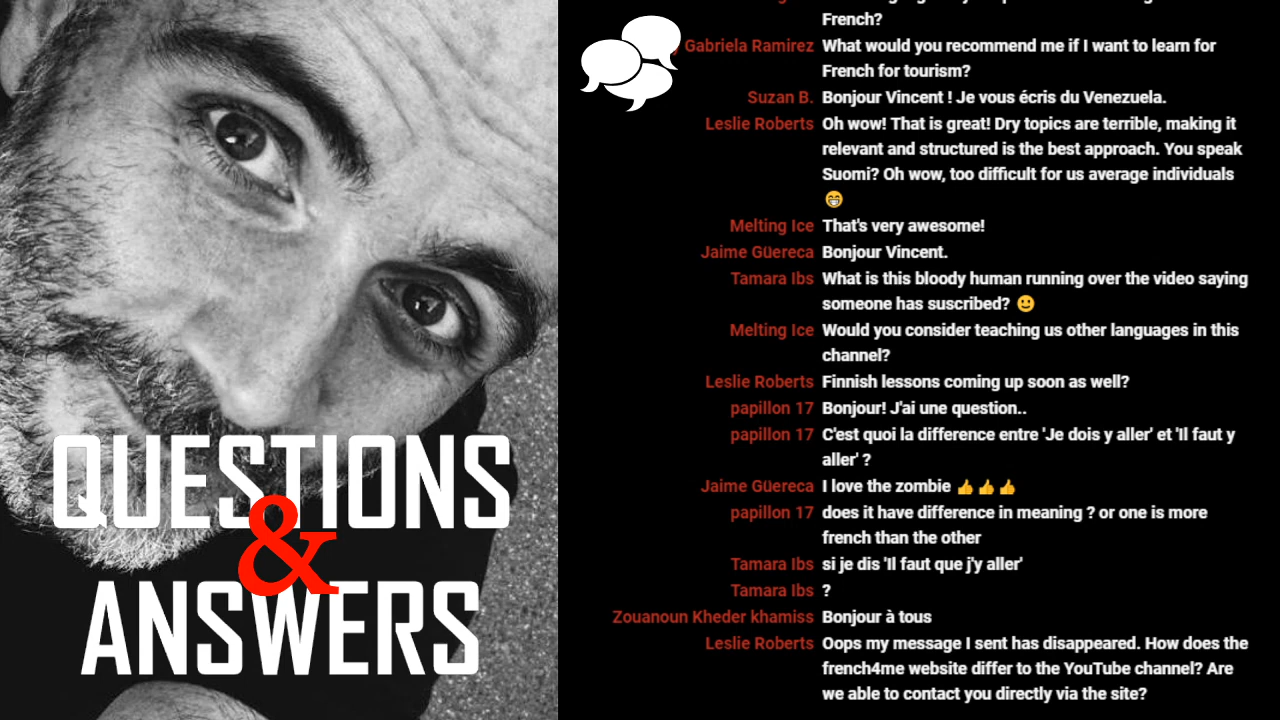 QUESTIONS
&
ANSWERS
French?
Gabriela Ramirez What would you recommend me if I want to learn for
French for tourism?
Suzan B. Bonjour Vincent ! Je vous écris du Venezuela.
Leslie Roberts Oh wow! That is great! Dry topics are terrible, making it
relevant and structured is the best approach. You speak
Suomi? Oh wow, too difficult for us average individuals
😁
Melting Ice That's very awesome!
Jaime Güereca Bonjour Vincent.
Tamara Ibs What is this bloody human running over the video saying
someone has suscribed? 🙂
Melting Ice Would you consider teaching us other languages in this
channel?
Leslie Roberts Finnish lessons coming up soon as well?
papillon 17 Bonjour! J'ai une question..
papillon 17 C'est quoi la difference entre 'Je dois y aller' et 'Il faut y
aller' ?
Jaime Güereca I love the zombie 👍👍👍
papillon 17 does it have difference in meaning ? or one is more
french than the other
Tamara Ibs si je dis 'Il faut que j'y aller'
Tamara Ibs ?
Zouanoun Kheder khamiss Bonjour à tous
Leslie Roberts Oops my message I sent has disappeared. How does the
french4me website differ to the YouTube channel? Are
we able to contact you directly via the site?